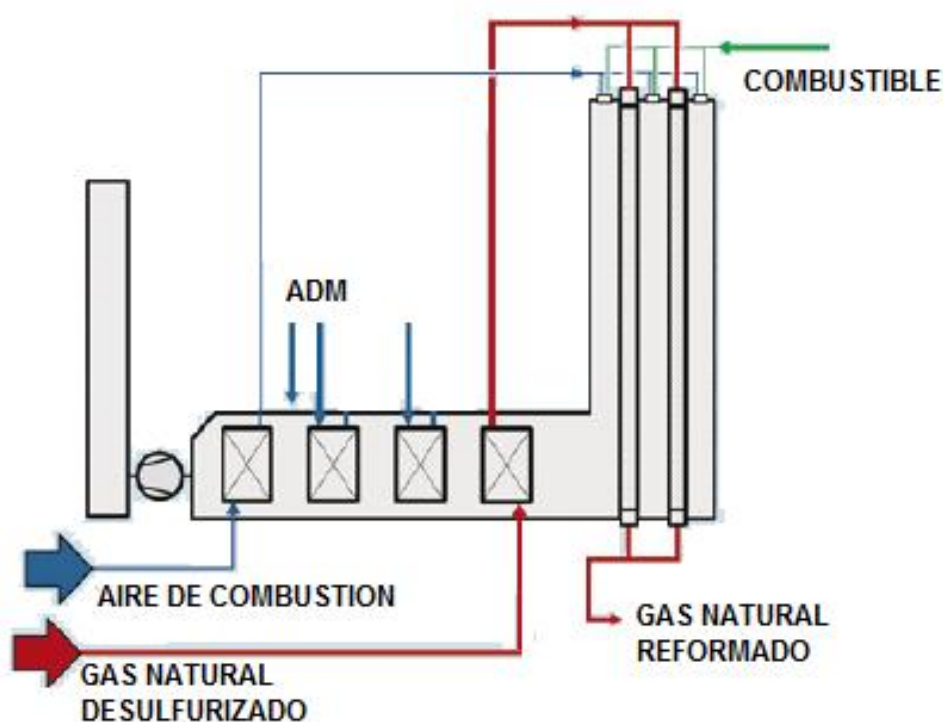 COMBUSTIBLE
ADM
AIRE DE COMBUSTION
GAS NATURAL
REFORMADO
GAS NATURAL
DESULFURIZADO